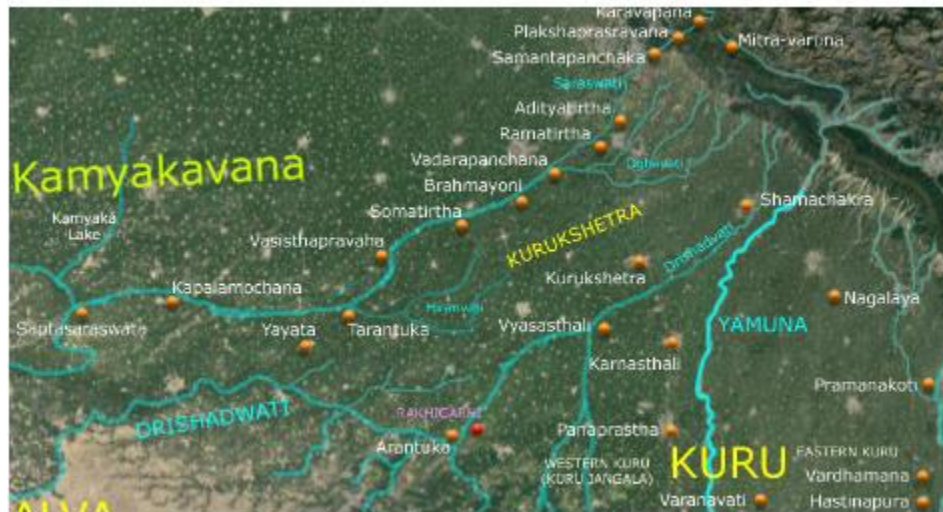 Karavapana
Plakshaprasravana
Mitra-varuna
Samantapanchaka
Saraswati
Adityatirtha
Ramatirtha
Vadarapanchana
Kamyakavana
Brahmayoni
Shamachakra
Somatirtha
KURUKSHETRA
Kamyaka
Lake
Vasisthapravaha
Drishadvati
Kurukshetra
Kapalamochana
Nagalaya
Saptasaraswata
Yayata
Tarantuka
Vyasasthali
YAMUNA
Karnasthali
Pramanakoti
DRISHADWATI
RAKHIGARHI
Panaprastha
Arantuka
WESTERN KURU
(KURU JANGALA)
KURU
EASTERN KURU
Vardhamana
Varanavati
Hastinapura